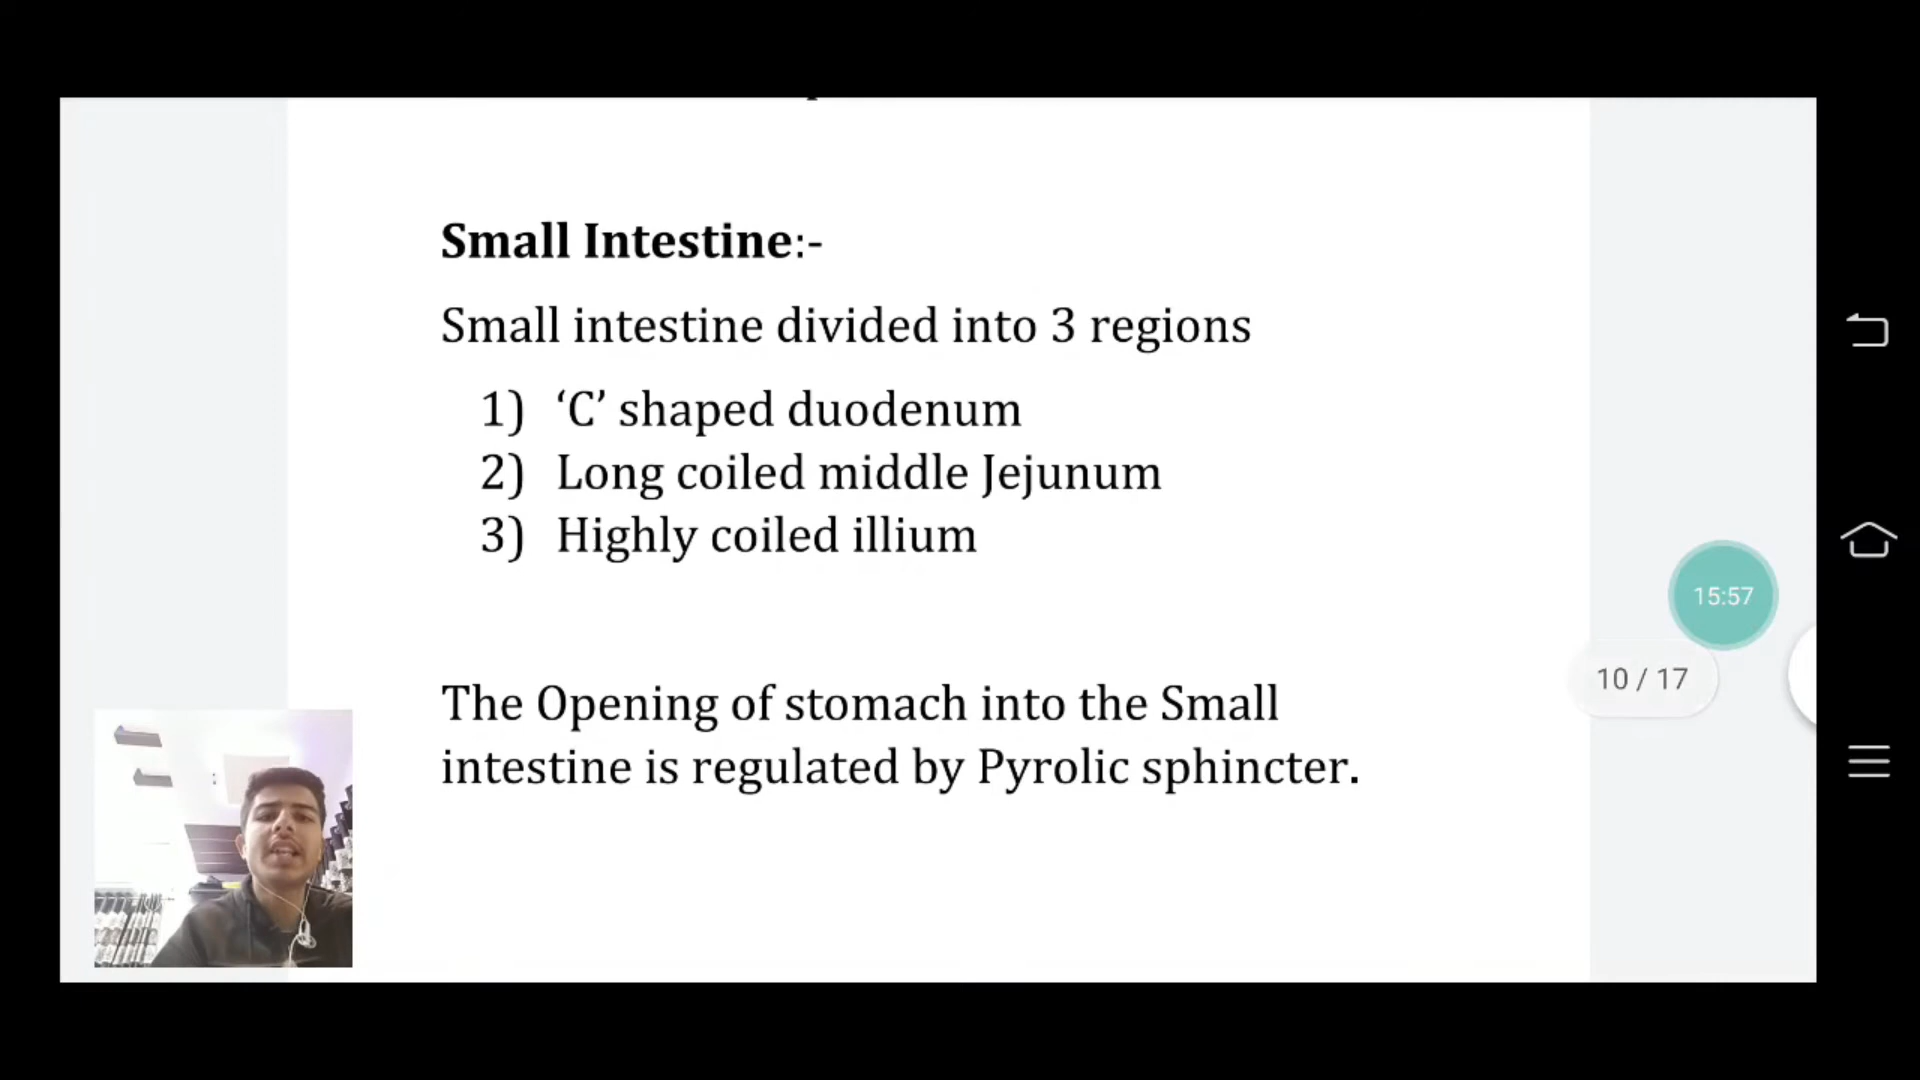 Small Intestine:-
Small intestine divided into 3 regions
1) ‘C’ shaped duodenum
2) Long coiled middle Jejunum
3) Highly coiled illium
15:57
10 / 17
The Opening of stomach into the Small
intestine is regulated by Pyrolic sphincter.